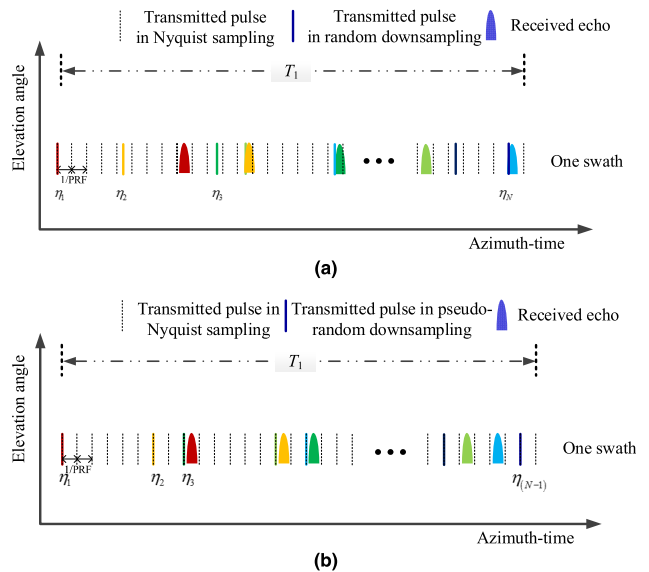 (a)
Transmitted pulse
in Nyquist sampling
Transmitted pulse
in random downsampling
Received echo
T₁
Elevation angle
One swath
1/PRF
η₁
η₂
η₃
η_N
Azimuth-time
(a)
Transmitted pulse in
Nyquist sampling
Transmitted pulse in pseudo-
random downsampling
Received echo
T₁
Elevation angle
One swath
1/PRF
η₁
η₂
η₃
η_(N−1)
Azimuth-time
(b)